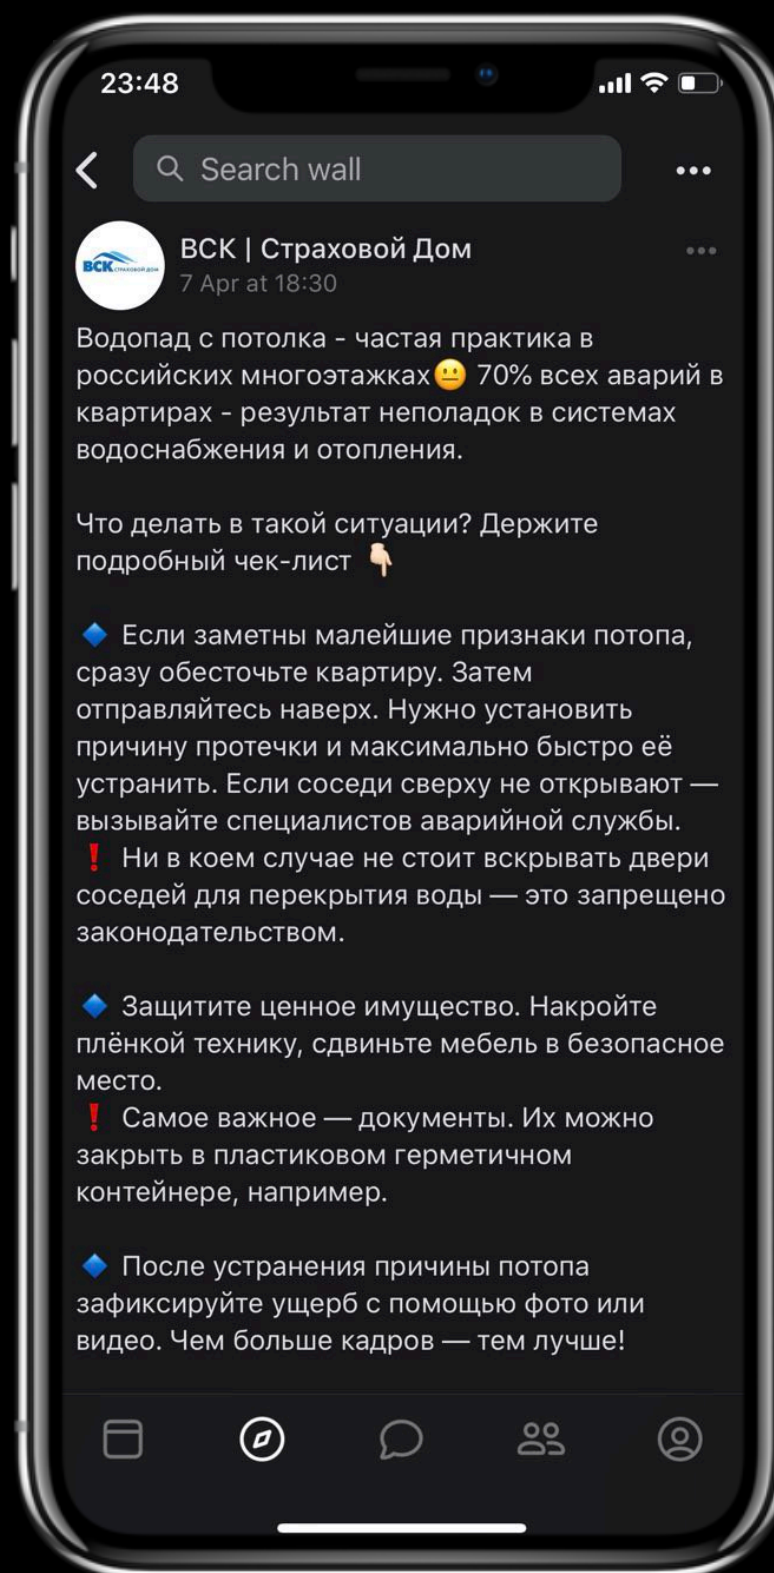 23:48
Search wall
ВСК СТРАХОВОЙ ДОМ
ВСК | Страховой Дом
7 Apr at 18:30
Водопад с потолка - частая практика в
российских многоэтажках😐 70% всех аварий в
квартирах - результат неполадок в системах
водоснабжения и отопления.
Что делать в такой ситуации? Держите
подробный чек-лист 👇🏻
🔷 Если заметны малейшие признаки потопа,
сразу обесточьте квартиру. Затем
отправляйтесь наверх. Нужно установить
причину протечки и максимально быстро её
устранить. Если соседи сверху не открывают —
вызывайте специалистов аварийной службы.
❗ Ни в коем случае не стоит вскрывать двери
соседей для перекрытия воды — это запрещено
законодательством.
🔷 Защитите ценное имущество. Накройте
плёнкой технику, сдвиньте мебель в безопасное
место.
❗ Самое важное — документы. Их можно
закрыть в пластиковом герметичном
контейнере, например.
🔷 После устранения причины потопа
зафиксируйте ущерб с помощью фото или
видео. Чем больше кадров — тем лучше!